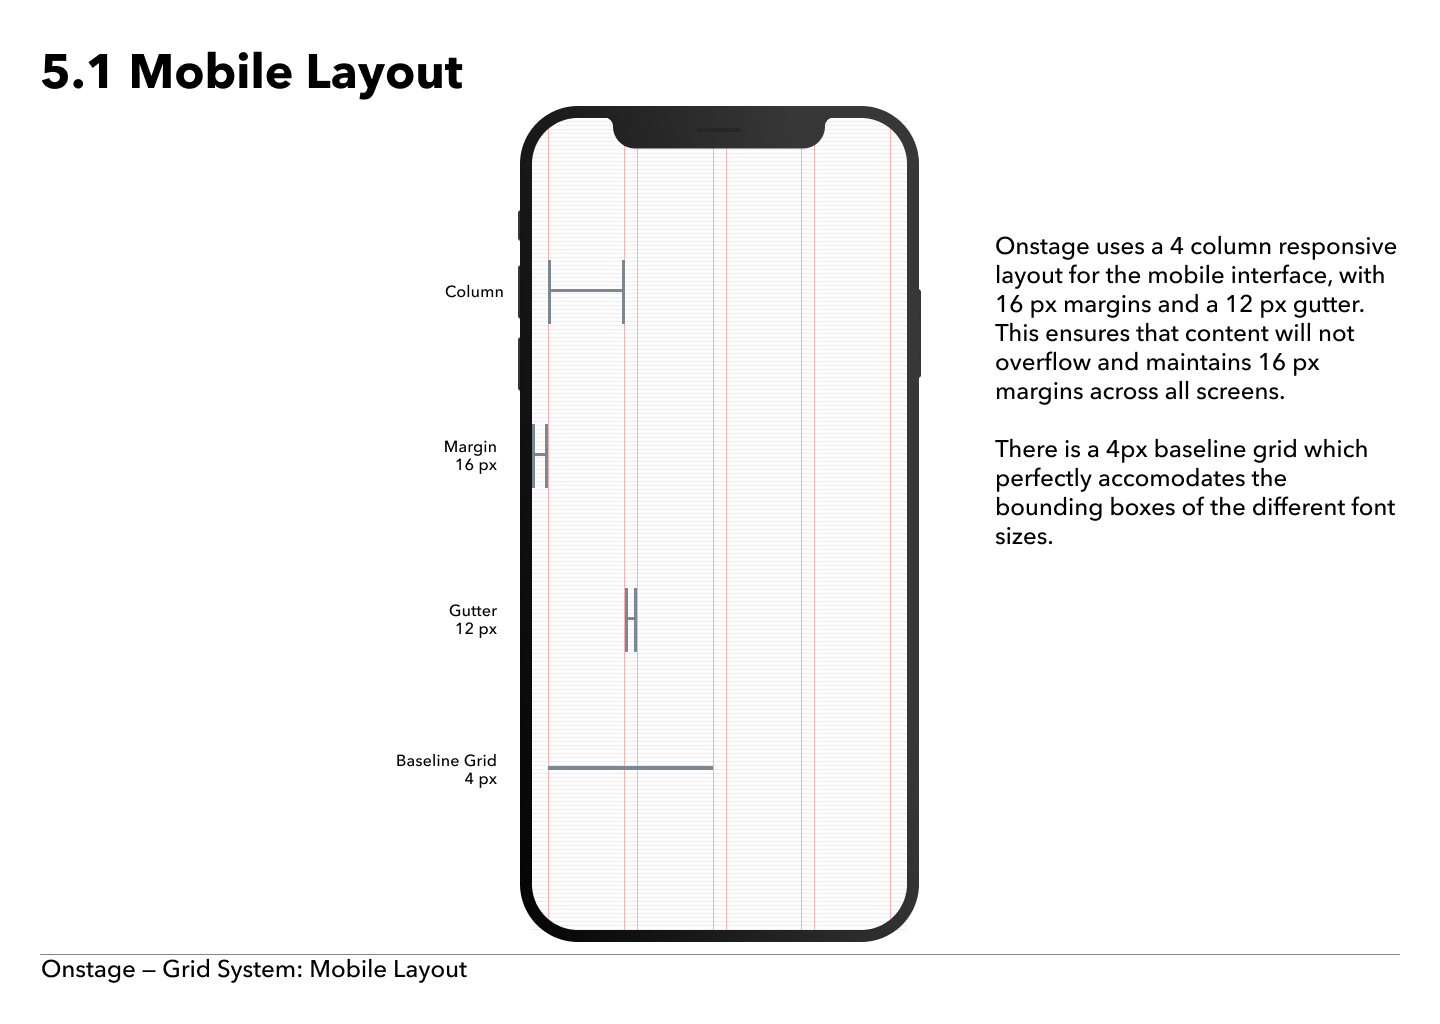 5.1 Mobile Layout
Column
Margin
16 px
Gutter
12 px
Baseline Grid
4 px
Onstage uses a 4 column responsive
layout for the mobile interface, with
16 px margins and a 12 px gutter.
This ensures that content will not
overflow and maintains 16 px
margins across all screens.
There is a 4px baseline grid which
perfectly accomodates the
bounding boxes of the different font
sizes.
Onstage – Grid System: Mobile Layout